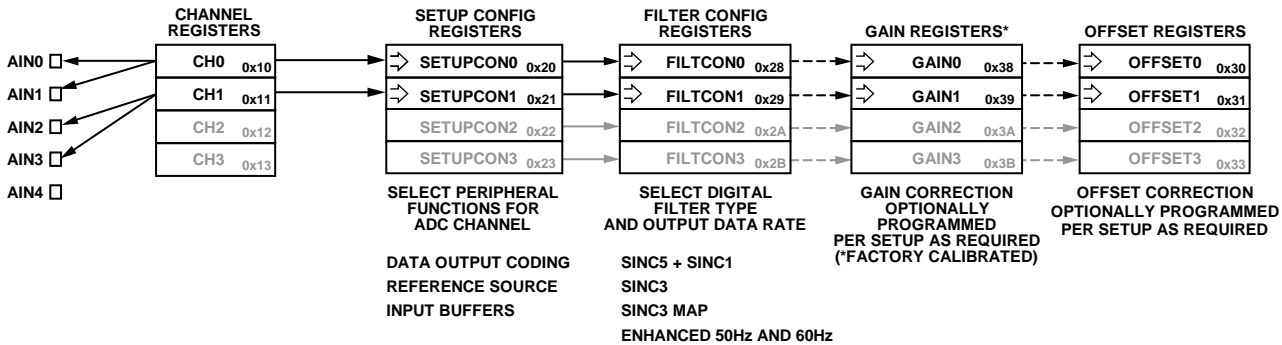 CHANNEL
REGISTERS
SETUP CONFIG
REGISTERS
FILTER CONFIG
REGISTERS
GAIN REGISTERS*
OFFSET REGISTERS
AIN0
CH0 0x10
SETUPCON0 0x20
FILTCON0 0x28
GAIN0 0x38
OFFSET0 0x30
AIN1
CH1 0x11
SETUPCON1 0x21
FILTCON1 0x29
GAIN1 0x39
OFFSET1 0x31
AIN2
CH2 0x12
SETUPCON2 0x22
FILTCON2 0x2A
GAIN2 0x3A
OFFSET2 0x32
AIN3
CH3 0x13
SETUPCON3 0x23
FILTCON3 0x2B
GAIN3 0x3B
OFFSET3 0x33
AIN4
SELECT PERIPHERAL
FUNCTIONS FOR
ADC CHANNEL
SELECT DIGITAL
FILTER TYPE
AND OUTPUT DATA RATE
GAIN CORRECTION
OPTIONALLY
PROGRAMMED
PER SETUP AS REQUIRED
(*FACTORY CALIBRATED)
OFFSET CORRECTION
OPTIONALLY PROGRAMMED
PER SETUP AS REQUIRED
DATA OUTPUT CODING
REFERENCE SOURCE
INPUT BUFFERS
SINC5 + SINC1
SINC3
SINC3 MAP
ENHANCED 50Hz AND 60Hz